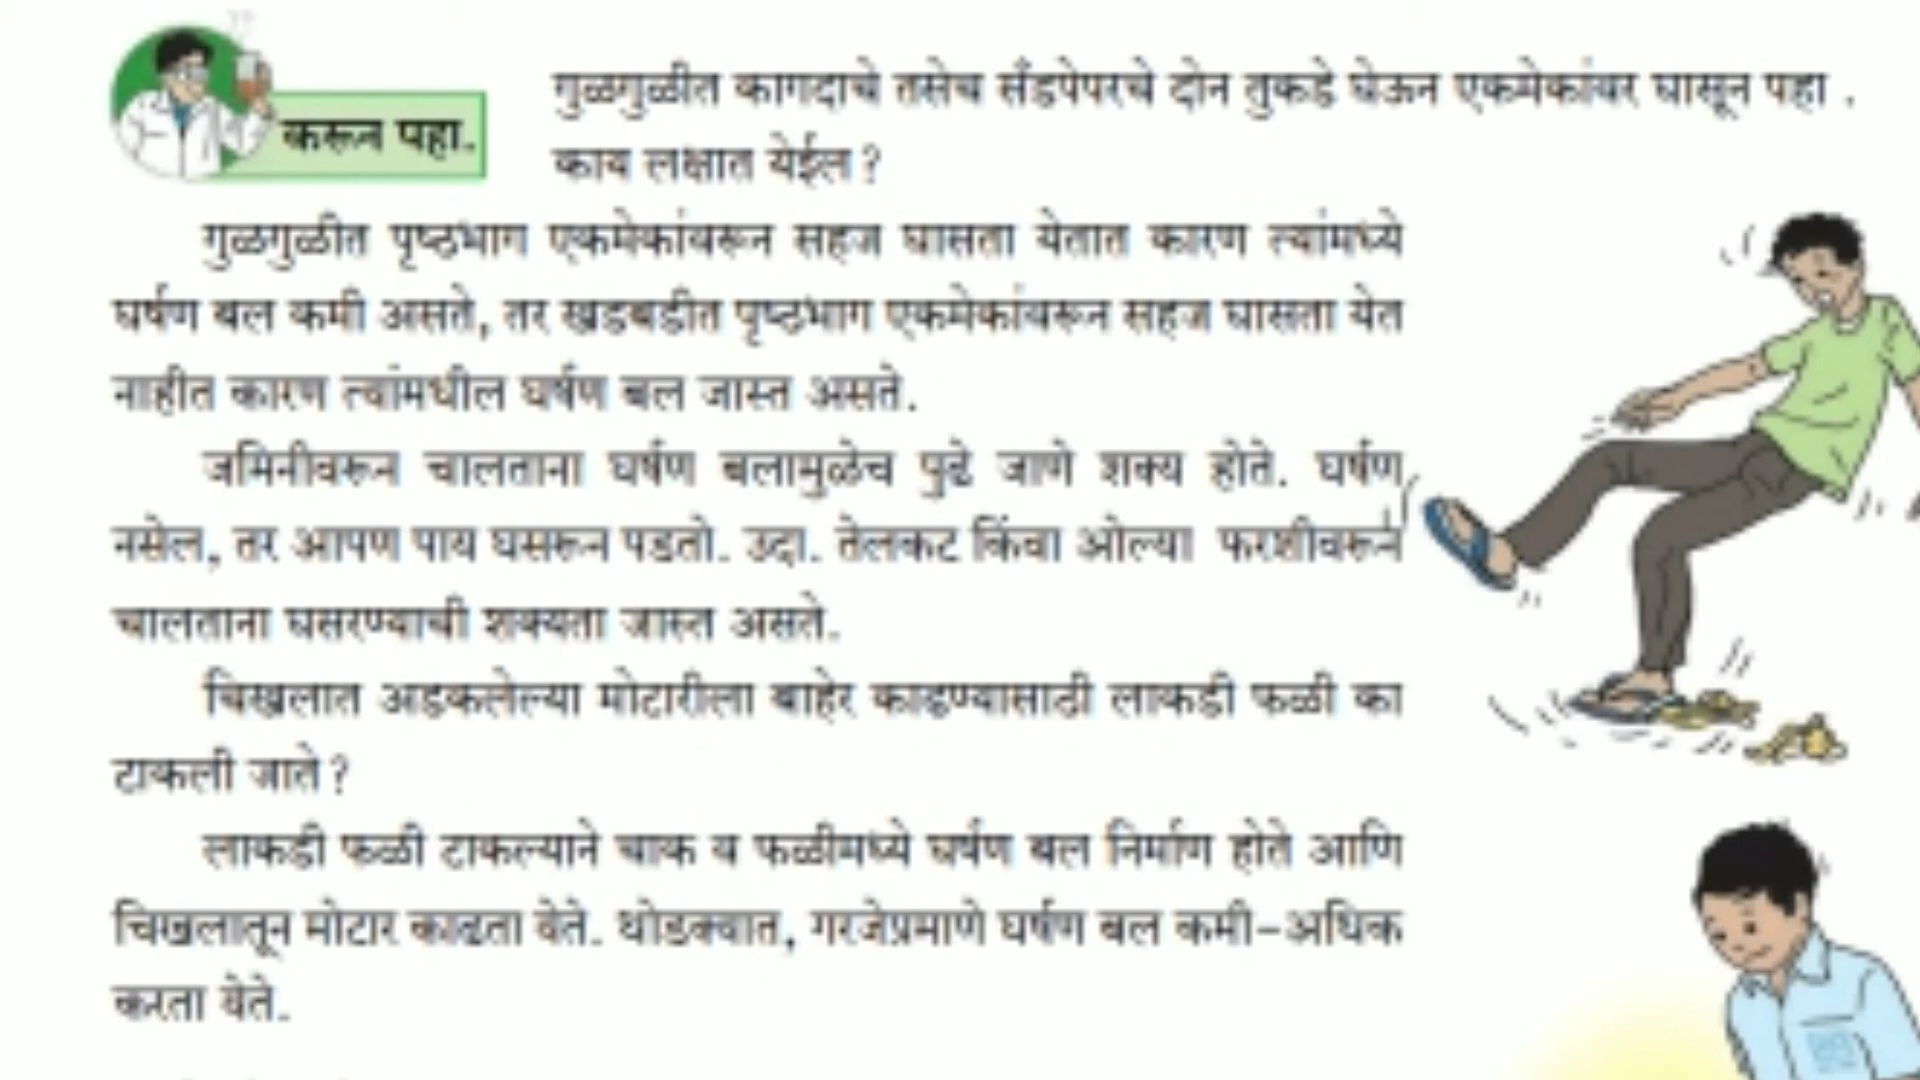 करून पहा.
गुळगुळीत कागदाचे तसेच सँडपेपरचे दोन तुकडे घेऊन एकमेकांवर घासून पहा .
काय लक्षात येईल ?
गुळगुळीत पृष्ठभाग एकमेकांवरून सहज घासता येतात कारण त्यांमध्ये
घर्षण बल कमी असते, तर खडबडीत पृष्ठभाग एकमेकांवरून सहज घासता येत
नाहीत कारण त्यांमधील घर्षण बल जास्त असते.
जमिनीवरून चालताना घर्षण बलामुळेच पुढे जाणे शक्य होते. घर्षण
नसेल, तर आपण पाय घसरून पडतो. उदा. तेलकट किंवा ओल्या फरशीवरून
चालताना घसरण्याची शक्यता जास्त असते.
चिखलात अडकलेल्या मोटारीला बाहेर काढण्यासाठी लाकडी फळी का
टाकली जाते ?
लाकडी फळी टाकल्याने चाक व फळीमध्ये घर्षण बल निर्माण होते आणि
चिखलातून मोटार काढता येते. थोडक्यात, गरजेप्रमाणे घर्षण बल कमी-अधिक
करता येते.